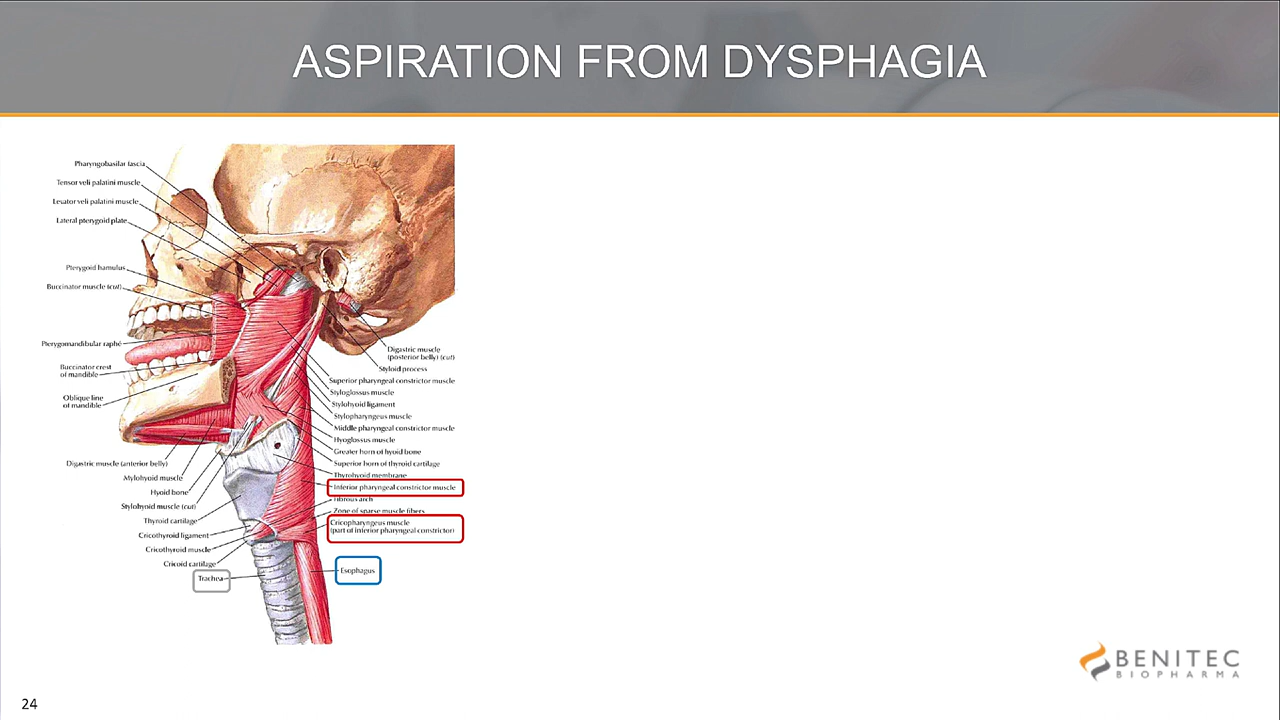 ASPIRATION FROM DYSPHAGIA
Pharyngobasilar fascia
Tensor veli palatini muscle
Levator veli palatini muscle
Lateral pterygoid plate
Pterygoid hamulus
Buccinator muscle (cut)
Pterygomandibular raphé
Buccinator crest
of mandible
Oblique line
of mandible
Digastric muscle (anterior belly)
Mylohyoid muscle
Hyoid bone
Stylohyoid muscle (cut)
Thyroid cartilage
Cricothyroid ligament
Cricothyroid muscle
Cricoid cartilage
Trachea
Digastric muscle
(posterior belly) (cut)
Styloid process
Superior pharyngeal constrictor muscle
Styloglossus muscle
Stylohyoid ligament
Stylopharyngeus muscle
Middle pharyngeal constrictor muscle
Hyoglossus muscle
Greater horn of hyoid bone
Superior horn of thyroid cartilage
Thyrohyoid membrane
Inferior pharyngeal constrictor muscle
Fibrous arch
Zone of sparse muscle fibers
Cricopharyngeus muscle
(part of inferior pharyngeal constrictor)
Esophagus
BENITEC
BIOPHARMA
24